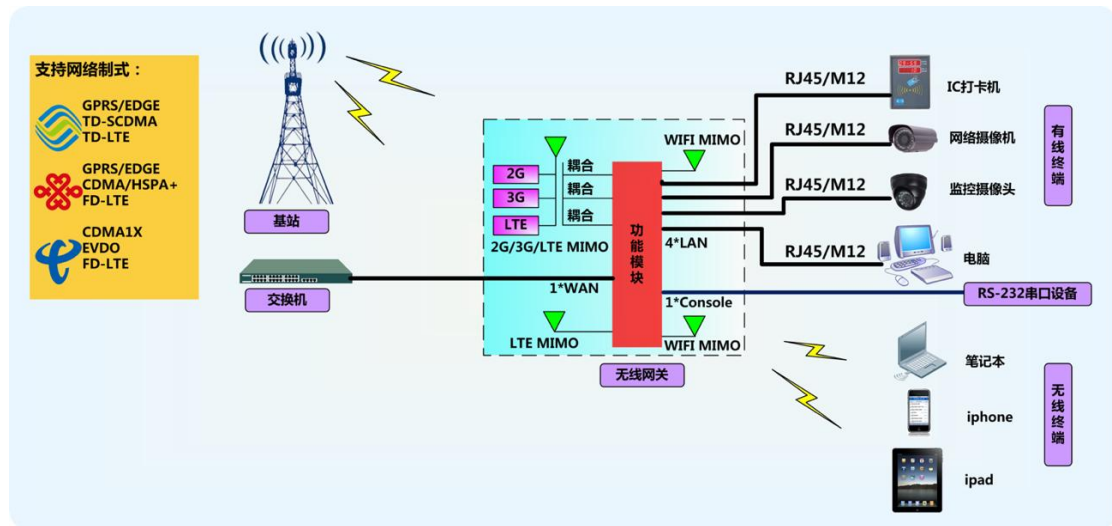 支持网络制式：
GPRS/EDGE
TD-SCDMA
TD-LTE
GPRS/EDGE
CDMA/HSPA+
FD-LTE
CDMA1X
EVDO
FD-LTE
基站
交换机
2G
3G
LTE
耦合
耦合
耦合
2G/3G/LTE MIMO
1*WAN
LTE MIMO
功能模块
WIFI MIMO
4*LAN
1*Console
WIFI MIMO
无线网关
RJ45/M12
IC打卡机
RJ45/M12
网络摄像机
RJ45/M12
监控摄像头
RJ45/M12
电脑
有线终端
RS-232串口设备
笔记本
iphone
ipad
无线终端